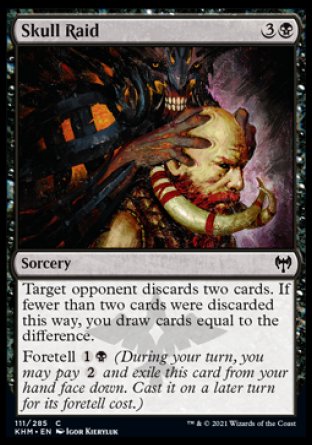 Skull Raid 3
Sorcery
Target opponent discards two cards. If
fewer than two cards were discarded
this way, you draw cards equal to the
difference.
Foretell 1 (During your turn, you
may pay 2 and exile this card from your
hand face down. Cast it on a later turn
for its foretell cost.)
111/285 C
KHM • EN Igor Kieryluk
™ & © 2021 Wizards of the Coast